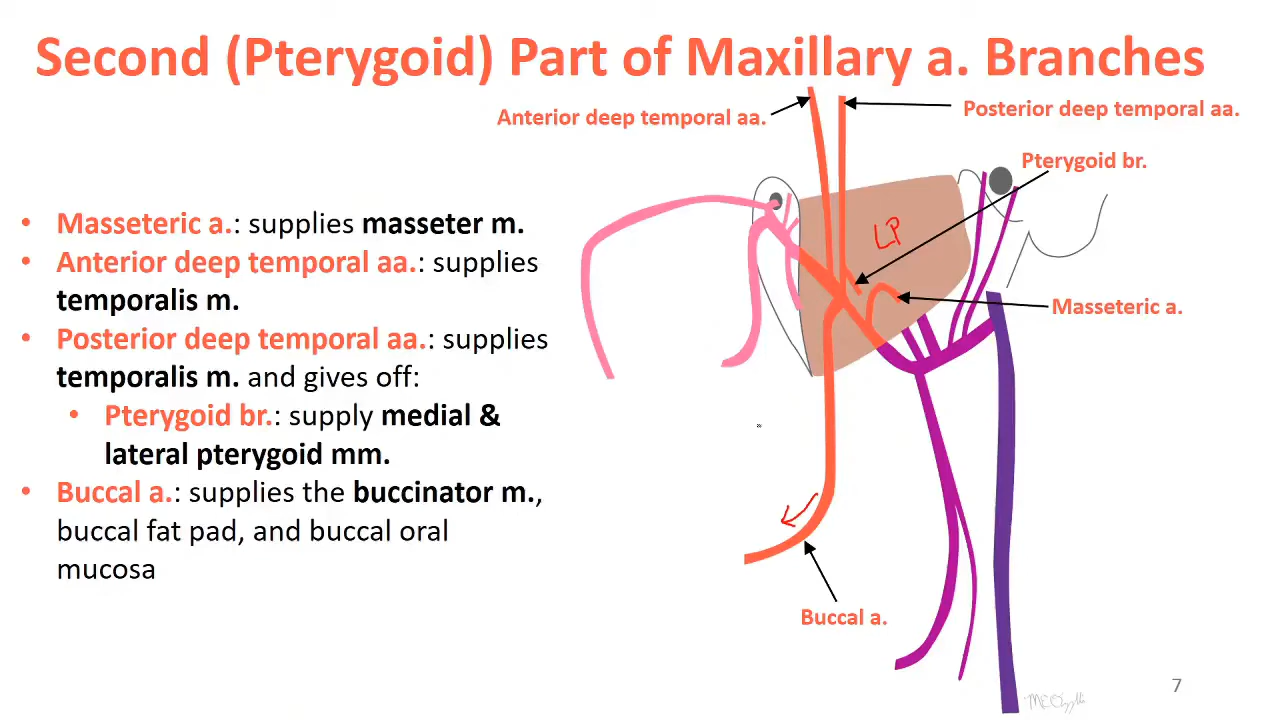 Second (Pterygoid) Part of Maxillary a. Branches
Anterior deep temporal aa.
Posterior deep temporal aa.
Pterygoid br.
LP
Masseteric a.
• Masseteric a.: supplies masseter m.
• Anterior deep temporal aa.: supplies
temporalis m.
• Posterior deep temporal aa.: supplies
temporalis m. and gives off:
• Pterygoid br.: supply medial &
lateral pterygoid mm.
• Buccal a.: supplies the buccinator m.,
buccal fat pad, and buccal oral
mucosa
Buccal a.
7